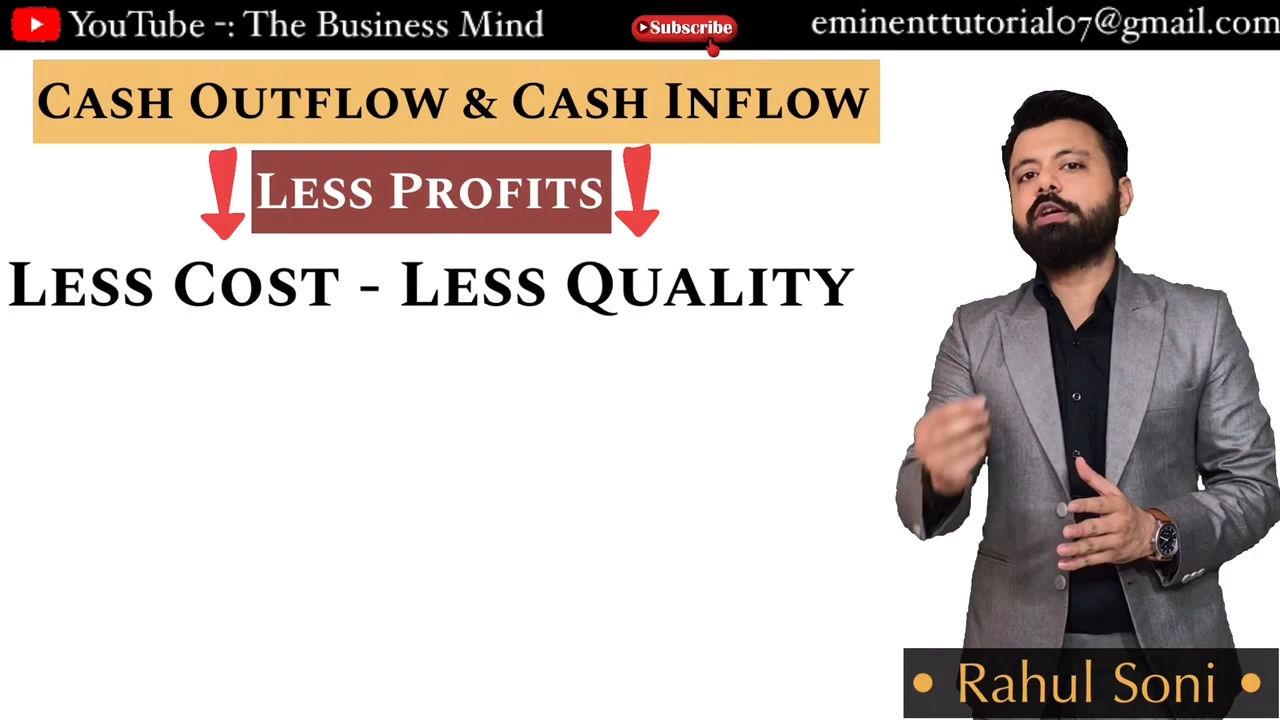 YouTube -: The Business Mind
Subscribe
eminenttutorial07@gmail.com
Cash Outflow & Cash Inflow
Less Profits
Less Cost - Less Quality
• Rahul Soni •